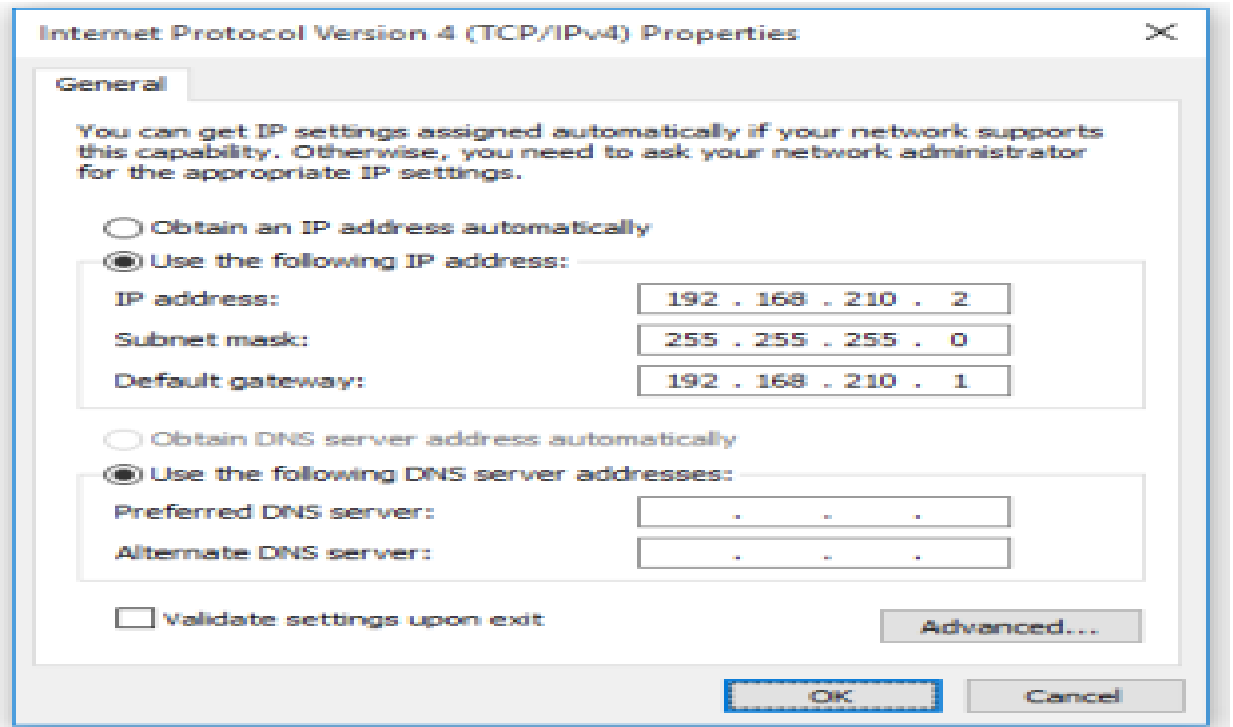 Internet Protocol Version 4 (TCP/IPv4) Properties
General
You can get IP settings assigned automatically if your network supports
this capability. Otherwise, you need to ask your network administrator
for the appropriate IP settings.
Obtain an IP address automatically
Use the following IP address:
IP address: 192 . 168 . 210 . 2
Subnet mask: 255 . 255 . 255 . 0
Default gateway: 192 . 168 . 210 . 1
Obtain DNS server address automatically
Use the following DNS server addresses:
Preferred DNS server: . . .
Alternate DNS server: . . .
Validate settings upon exit
Advanced...
OK Cancel